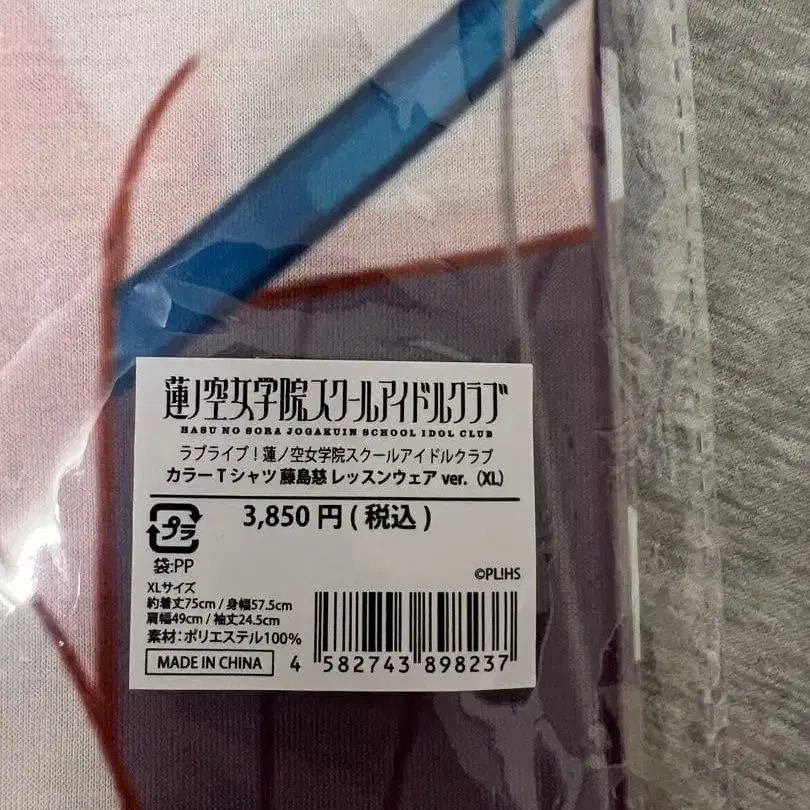 蓮ノ空女学院スクールアイドルクラブ
HASU NO SORA JOGAKUIN SCHOOL IDOL CLUB
ラブライブ！蓮ノ空女学院スクールアイドルクラブ
カラーTシャツ 藤島慈 レッスンウェア ver.（XL）
3,850 円 ( 税込 )
プラ
袋:PP
©PL!HS
XLサイズ
約着丈75cm / 身幅57.5cm
肩幅49cm / 袖丈24.5cm
素材：ポリエステル100%
MADE IN CHINA
4 582743 898237